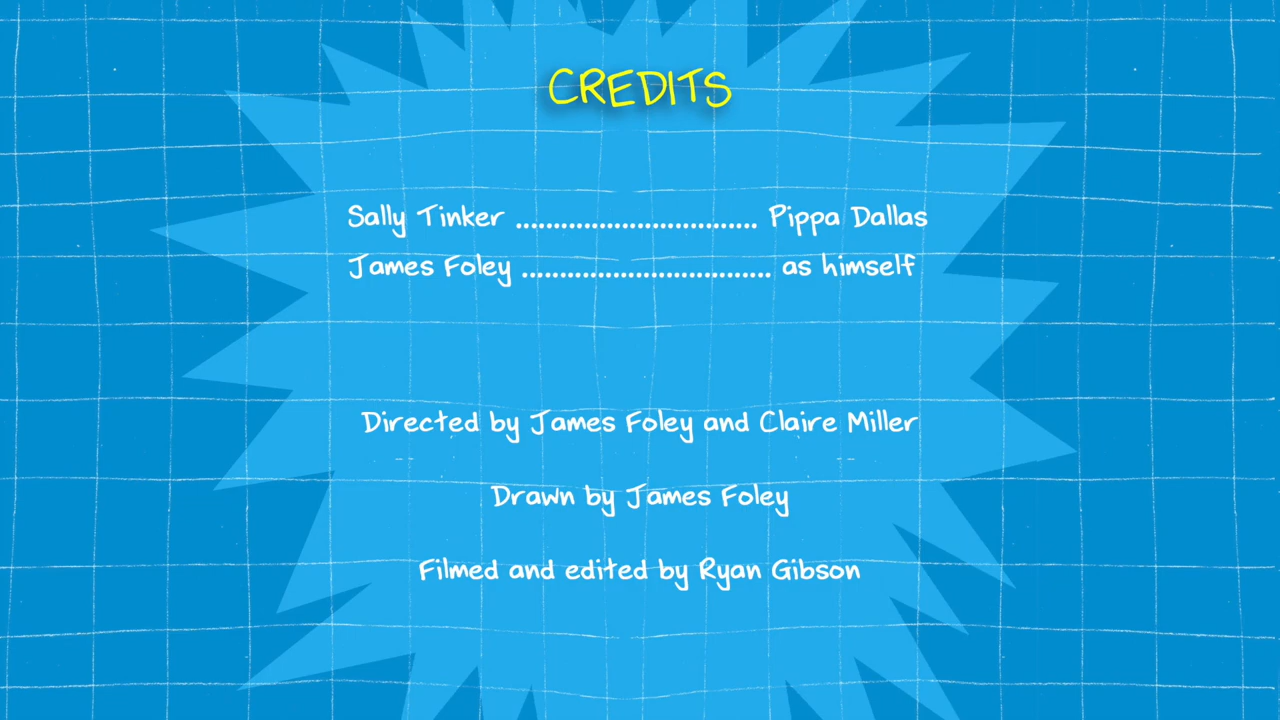 CREDITS
Sally Tinker ................................ Pippa Dallas
James Foley ................................. as himself
Directed by James Foley and Claire Miller
Drawn by James Foley
Filmed and edited by Ryan Gibson